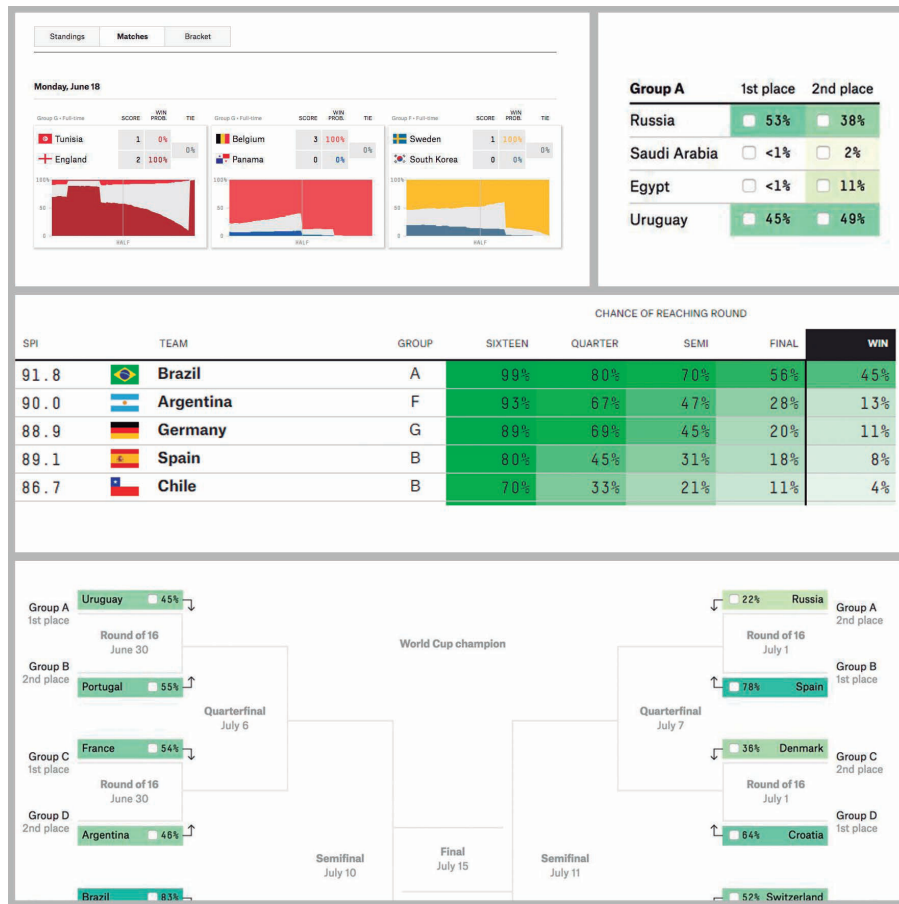 Standings Matches Bracket
Monday, June 18
Group G • Full-time SCORE WIN PROB. TIE
Tunisia 1 0%
0%
England 2 100%
100%
50
0
HALF
Group G • Full-time SCORE WIN PROB. TIE
Belgium 3 100%
0%
Panama 0 0%
100%
50
0
HALF
Group F • Full-time SCORE WIN PROB. TIE
Sweden 1 100%
0%
South Korea 0 0%
100%
50
0
HALF
Group A 1st place 2nd place
Russia 53% 38%
Saudi Arabia <1% 2%
Egypt <1% 11%
Uruguay 45% 49%
CHANCE OF REACHING ROUND
SPI TEAM GROUP SIXTEEN QUARTER SEMI FINAL WIN
91.8 Brazil A 99% 80% 70% 56% 45%
90.0 Argentina F 93% 67% 47% 28% 13%
88.9 Germany G 89% 69% 45% 20% 11%
89.1 Spain B 80% 45% 31% 18% 8%
86.7 Chile B 70% 33% 21% 11% 4%
Group A
1st place
Uruguay 45%
Round of 16
June 30
Group B
2nd place
Portugal 55%
Quarterfinal
July 6
Group C
1st place
France 54%
Round of 16
June 30
Group D
2nd place
Argentina 46%
Semifinal
July 10
Brazil 83%
World Cup champion
Final
July 15
22% Russia
Group A
2nd place
Round of 16
July 1
Group B
1st place
78% Spain
Quarterfinal
July 7
36% Denmark
Group C
2nd place
Round of 16
July 1
Group D
1st place
64% Croatia
Semifinal
July 11
52% Switzerland